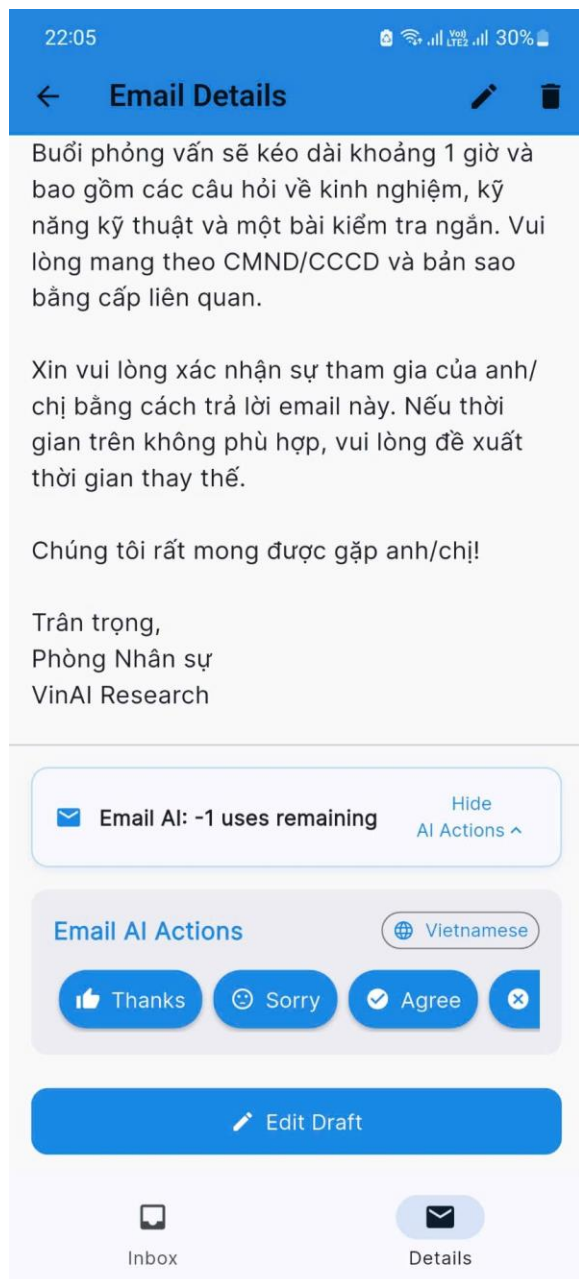 22:05
Vo))
LTE2
30%
Email Details
Buổi phỏng vấn sẽ kéo dài khoảng 1 giờ và
bao gồm các câu hỏi về kinh nghiệm, kỹ
năng kỹ thuật và một bài kiểm tra ngắn. Vui
lòng mang theo CMND/CCCD và bản sao
bằng cấp liên quan.
Xin vui lòng xác nhận sự tham gia của anh/
chị bằng cách trả lời email này. Nếu thời
gian trên không phù hợp, vui lòng đề xuất
thời gian thay thế.
Chúng tôi rất mong được gặp anh/chị!
Trân trọng,
Phòng Nhân sự
VinAI Research
Email AI: -1 uses remaining
Hide
AI Actions
Email AI Actions
Vietnamese
Thanks
Sorry
Agree
Edit Draft
Inbox
Details